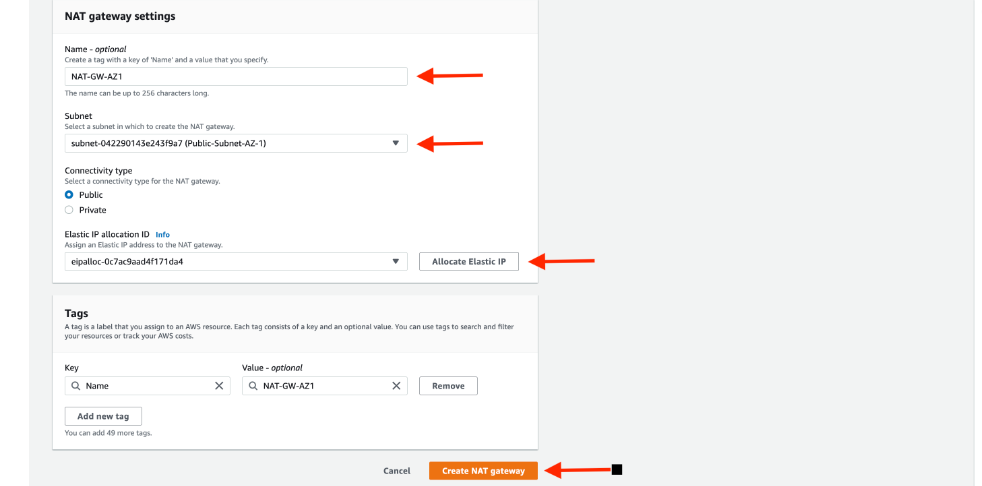 NAT gateway settings
Name - optional
Create a tag with a key of 'Name' and a value that you specify.
NAT-GW-AZ1
The name can be up to 256 characters long.
Subnet
Select a subnet in which to create the NAT gateway.
subnet-042290143e243f9a7 (Public-Subnet-AZ-1)
Connectivity type
Select a connectivity type for the NAT gateway.
Public
Private
Elastic IP allocation ID Info
Assign an Elastic IP address to the NAT gateway.
eipalloc-0c7ac9aad4f171da4 Allocate Elastic IP
Tags
A tag is a label that you assign to an AWS resource. Each tag consists of a key and an optional value. You can use tags to search and filter
your resources or track your AWS costs.
Key Value - optional
Name NAT-GW-AZ1 Remove
Add new tag
You can add 49 more tags.
Cancel Create NAT gateway